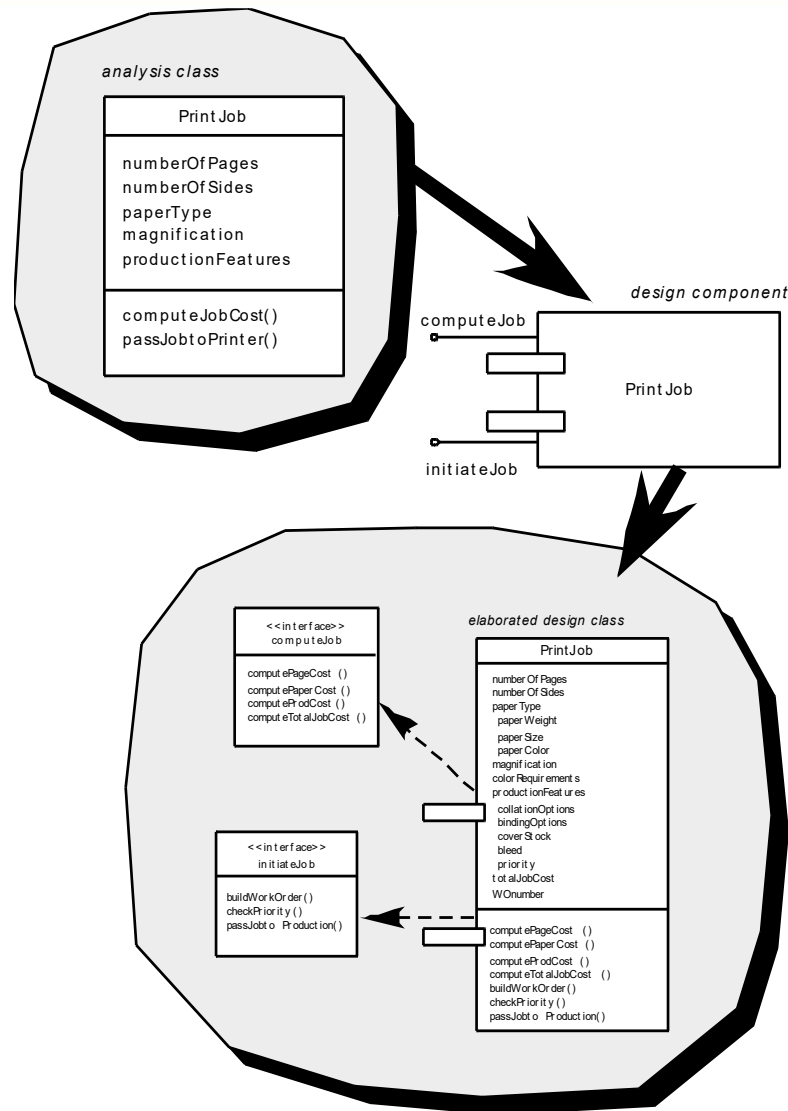 analysis class
PrintJob
numberOfPages
numberOfSides
paperType
magnification
productionFeatures
computeJobCost()
passJobtoPrinter()
design component
computeJob
PrintJob
initiateJob
elaborated design class
<<interface>>
computeJob
computePageCost ()
computePaperCost ()
computeProdCost ()
computeTotalJobCost ()
PrintJob
numberOfPages
numberOfSides
paperType
paperWeight
paperSize
paperColor
magnification
colorRequirements
productionFeatures
collationOptions
bindingOptions
coverStock
bleed
priority
totalJobCost
WOnumber
<<interface>>
initiateJob
buildWorkOrder()
checkPriority ()
passJobto Production()
computePageCost ()
computePaperCost ()
computeProdCost ()
computeTotalJobCost ()
buildWorkOrder()
checkPriority ()
passJobto Production()